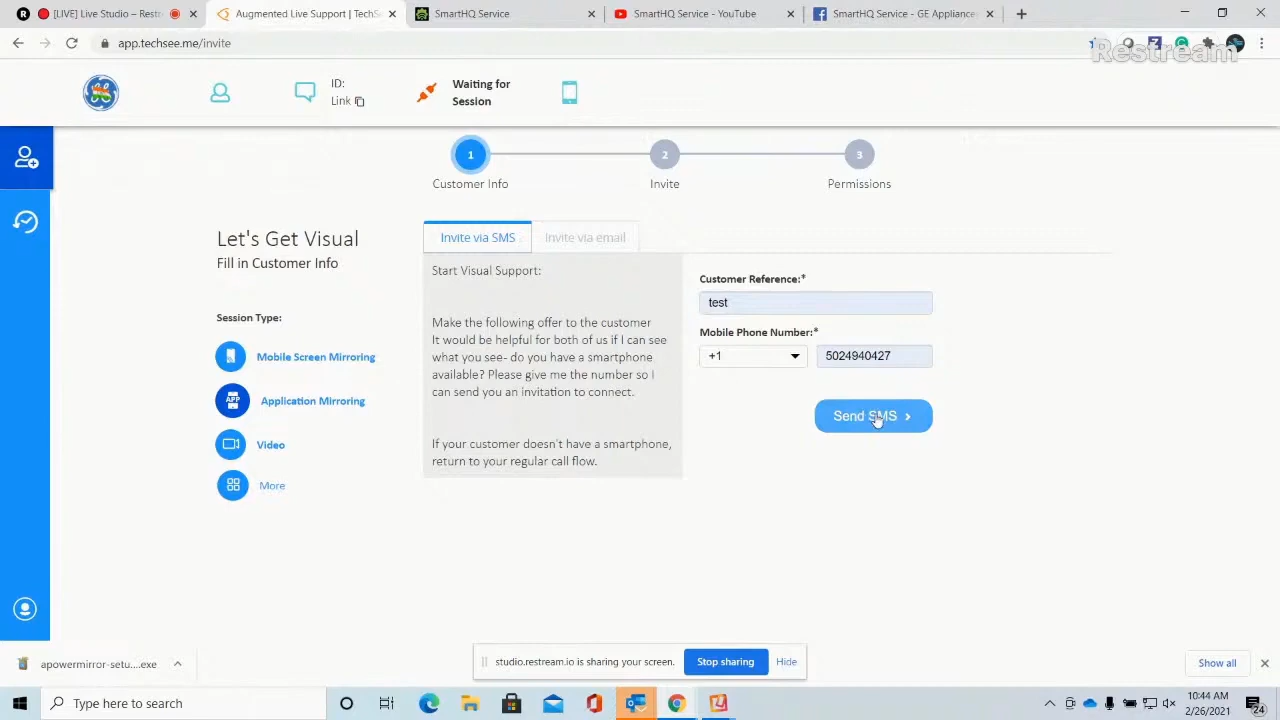 [LIVE] Live Studio – Restre
Augmented Live Support | TechSe
SmartHQ Service
SmartHQ Service - YouTube
SmartHQ Service - GE Appliance
app.techsee.me/invite
Restream
ID:
Link
Waiting for
Session
1
2
3
Customer Info
Invite
Permissions
Let's Get Visual
Fill in Customer Info
Session Type:
Mobile Screen Mirroring
APP
Application Mirroring
Video
More
Invite via SMS
Invite via email
Start Visual Support:
Make the following offer to the customer
It would be helpful for both of us if I can see
what you see- do you have a smartphone
available? Please give me the number so I
can send you an invitation to connect.
If your customer doesn't have a smartphone,
return to your regular call flow.
Customer Reference:*
test
Mobile Phone Number:*
+1
5024940427
Send SMS
studio.restream.io is sharing your screen.
Stop sharing
Hide
apowermirror-setu....exe
Show all
Type here to search
10:44 AM
2/26/2021
24